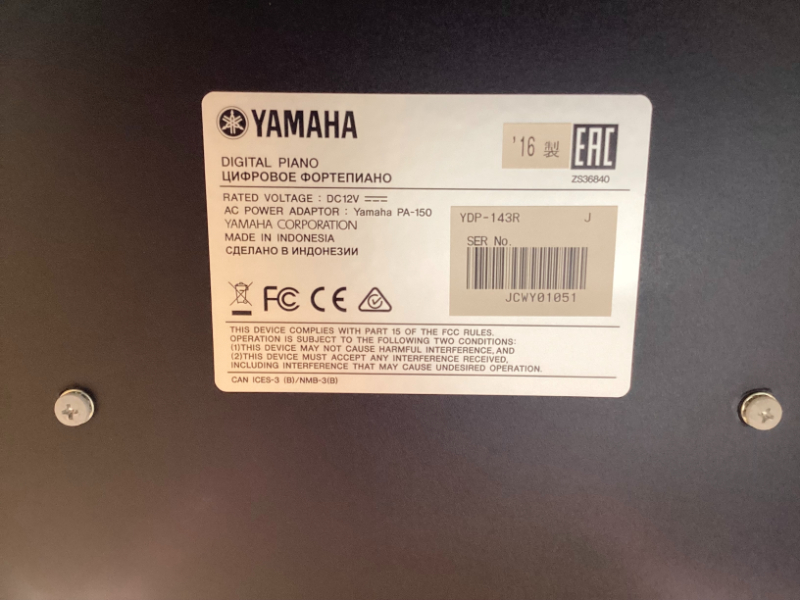 YAMAHA
'16 製
EAC
DIGITAL PIANO
ZS36840
ЦИФРОВОЕ ФОРТЕПИАНО
RATED VOLTAGE : DC12V
AC POWER ADAPTOR : Yamaha PA-150
YAMAHA CORPORATION
MADE IN INDONESIA
СДЕЛАНО В ИНДОНЕЗИИ
YDP-143R J
SER No.
JCWY01051
FC CE
THIS DEVICE COMPLIES WITH PART 15 OF THE FCC RULES.
OPERATION IS SUBJECT TO THE FOLLOWING TWO CONDITIONS:
(1)THIS DEVICE MAY NOT CAUSE HARMFUL INTERFERENCE, AND
(2)THIS DEVICE MUST ACCEPT ANY INTERFERENCE RECEIVED,
INCLUDING INTERFERENCE THAT MAY CAUSE UNDESIRED OPERATION.
CAN ICES-3 (B)/NMB-3(B)